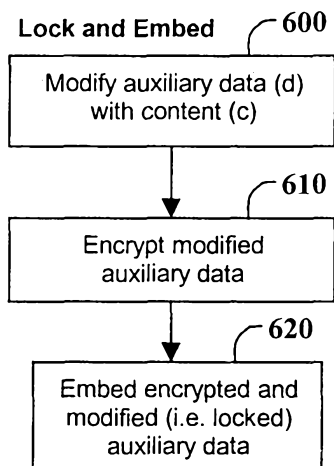 Lock and Embed
600
Modify auxiliary data (d)
with content (c)
610
Encrypt modified
auxiliary data
620
Embed encrypted and
modified (i.e. locked)
auxiliary data